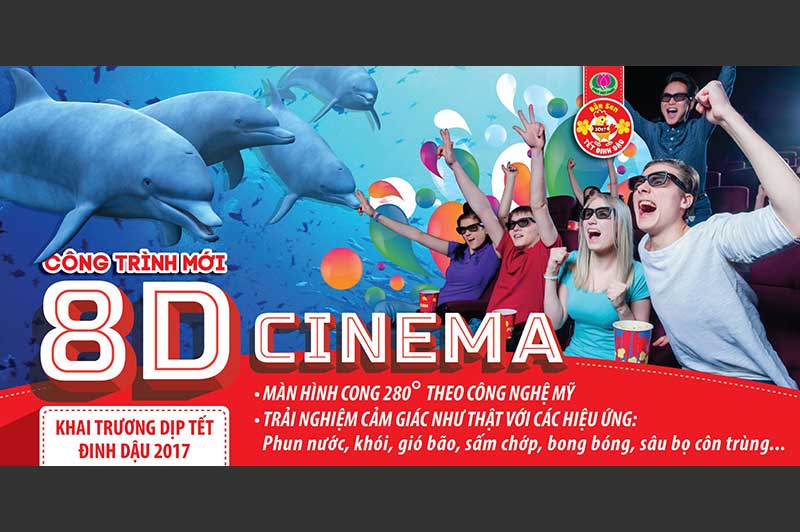 ĐẦM SEN
2017
TẾT ĐINH DẬU
CÔNG TRÌNH MỚI
8D CINEMA
• MÀN HÌNH CONG 280° THEO CÔNG NGHỆ MỸ
• TRẢI NGHIỆM CẢM GIÁC NHƯ THẬT VỚI CÁC HIỆU ỨNG:
Phun nước, khói, gió bão, sấm chớp, bong bóng, sâu bọ côn trùng...
KHAI TRƯƠNG DỊP TẾT
ĐINH DẬU 2017